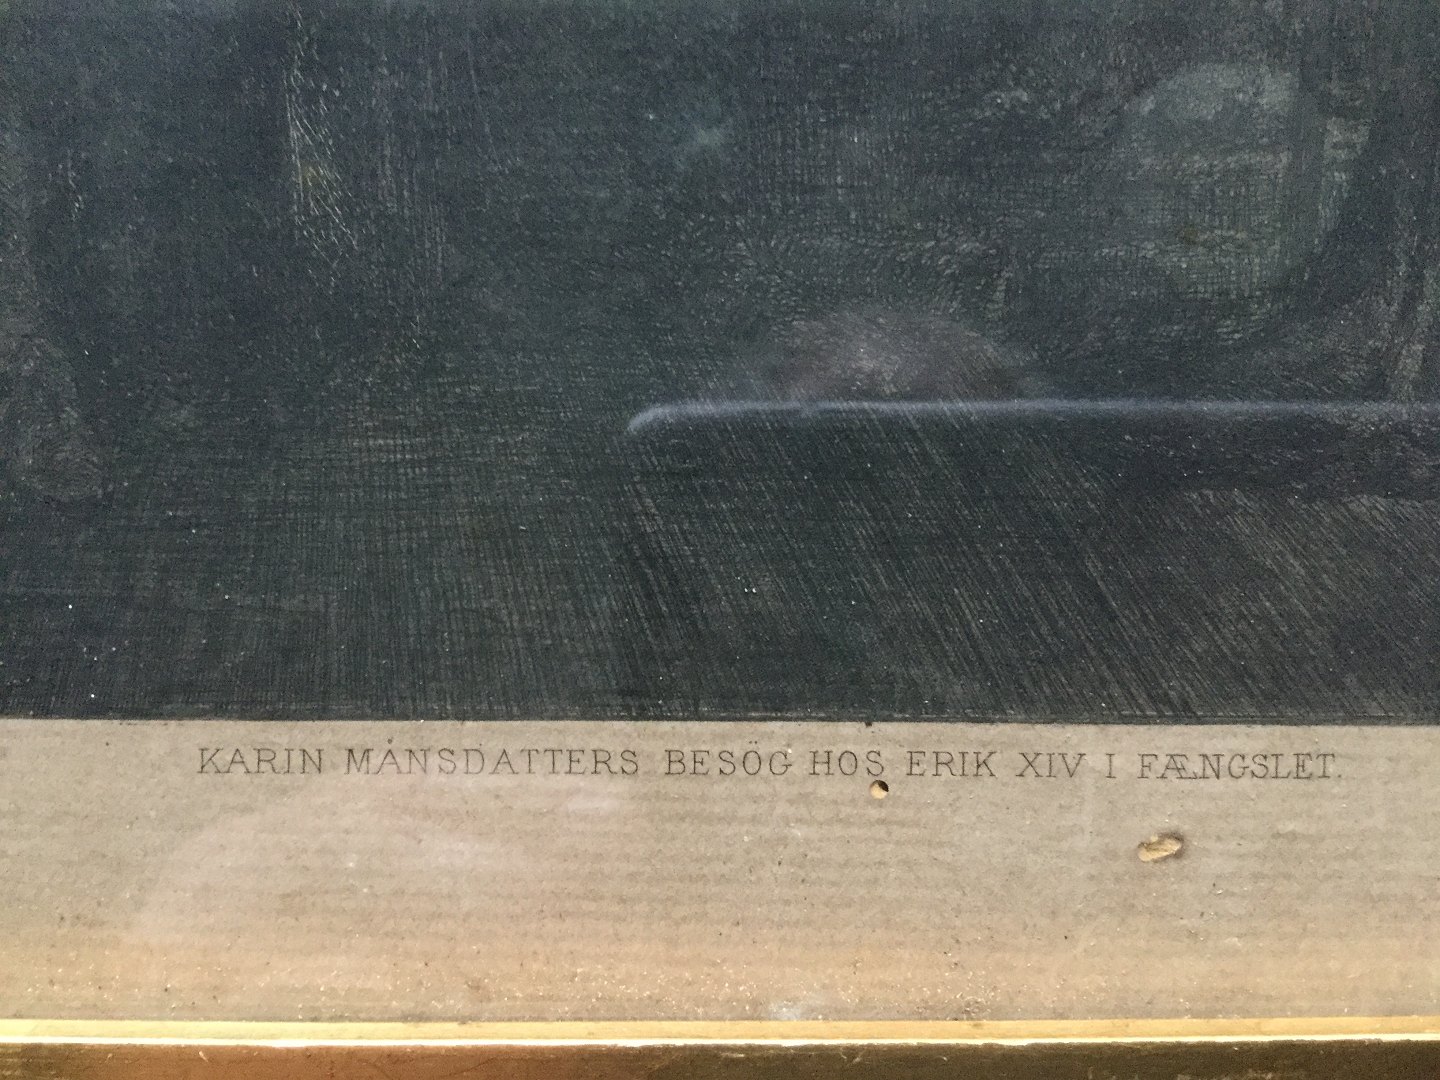 KARIN MÅNSDATTERS BESÖG HOS ERIK XIV I FÆNGSLET.